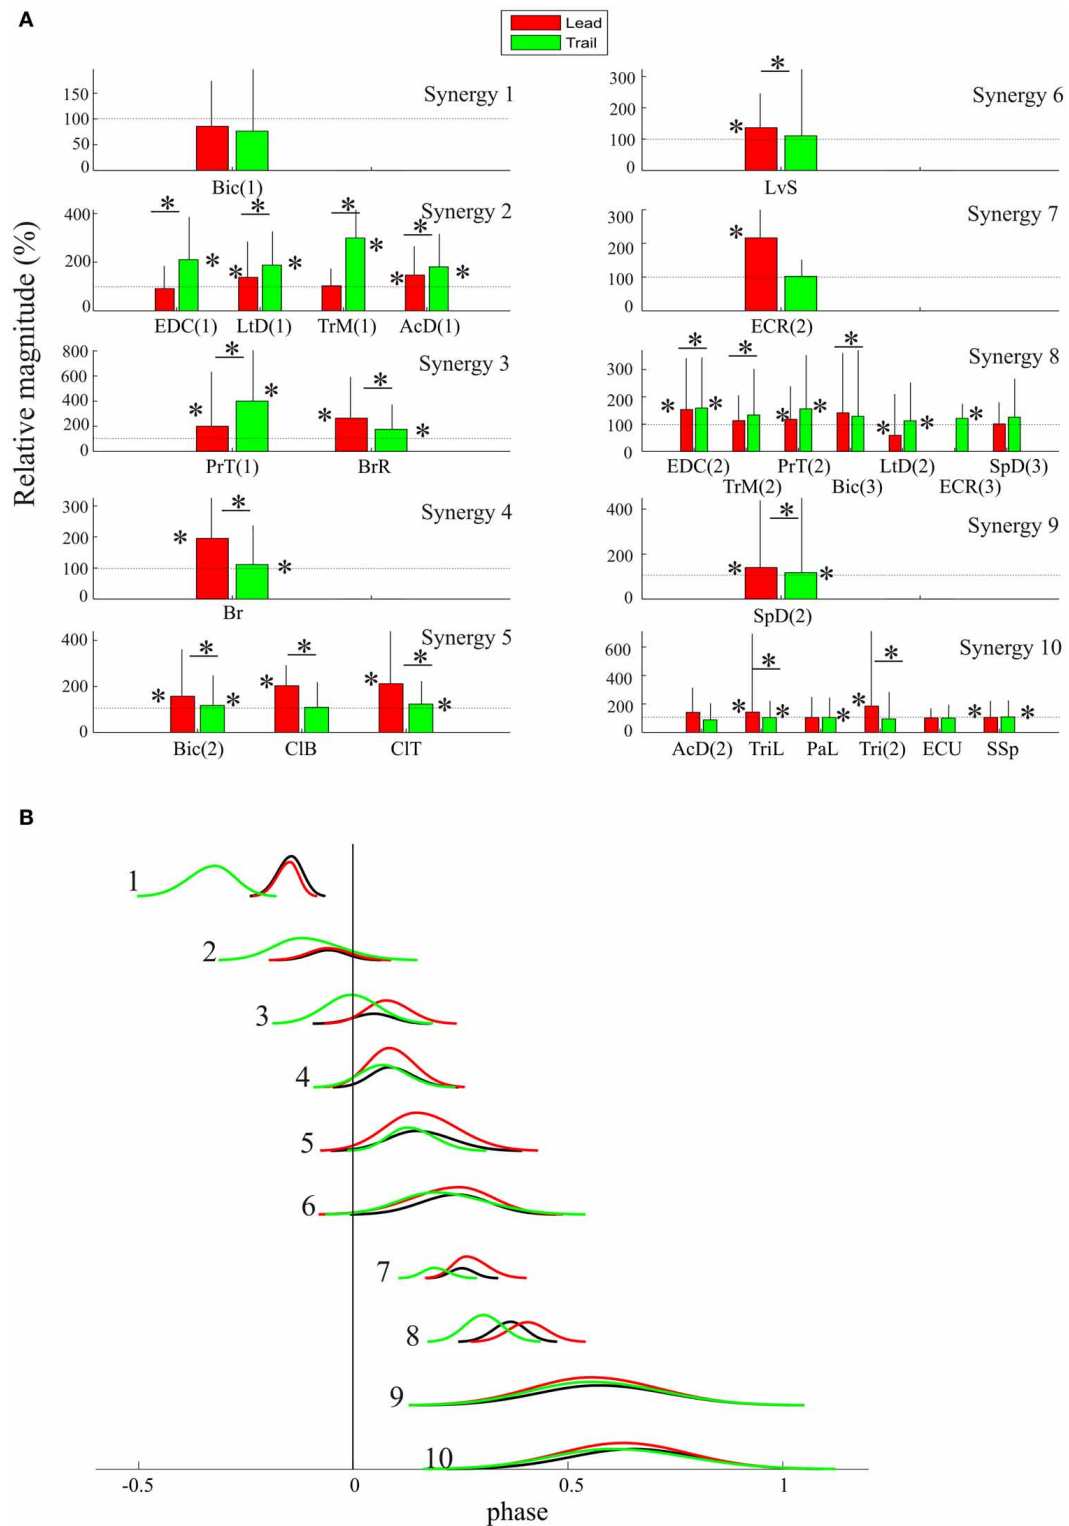 A
Lead
Trail
Relative magnitude (%)
150
100
50
0
Synergy 1
Bic(1)
*
400
200
0
Synergy 2
* * * *
* * * * * *
EDC(1) LtD(1) TrM(1) AcD(1)
800
600
400
200
0
Synergy 3
* *
* * * *
PrT(1) BrR
300
200
100
0
Synergy 4
*
* *
Br
400
200
0
Synergy 5
* * *
* * * * *
Bic(2) ClB ClT
300
200
100
0
Synergy 6
*
LvS
300
200
100
0
Synergy 7
*
ECR(2)
300
200
100
0
Synergy 8
* * *
* * * * * * *
EDC(2) PrT(2) LtD(2) SpD(3)
TrM(2) Bic(3) ECR(3)
400
200
0
Synergy 9
*
* *
SpD(2)
600
400
200
0
Synergy 10
* *
* * * * * *
AcD(2) TriL PaL Tri(2) ECU SSp
B
1
2
3
4
5
6
7
8
9
10
-0.5 0 0.5 1
phase